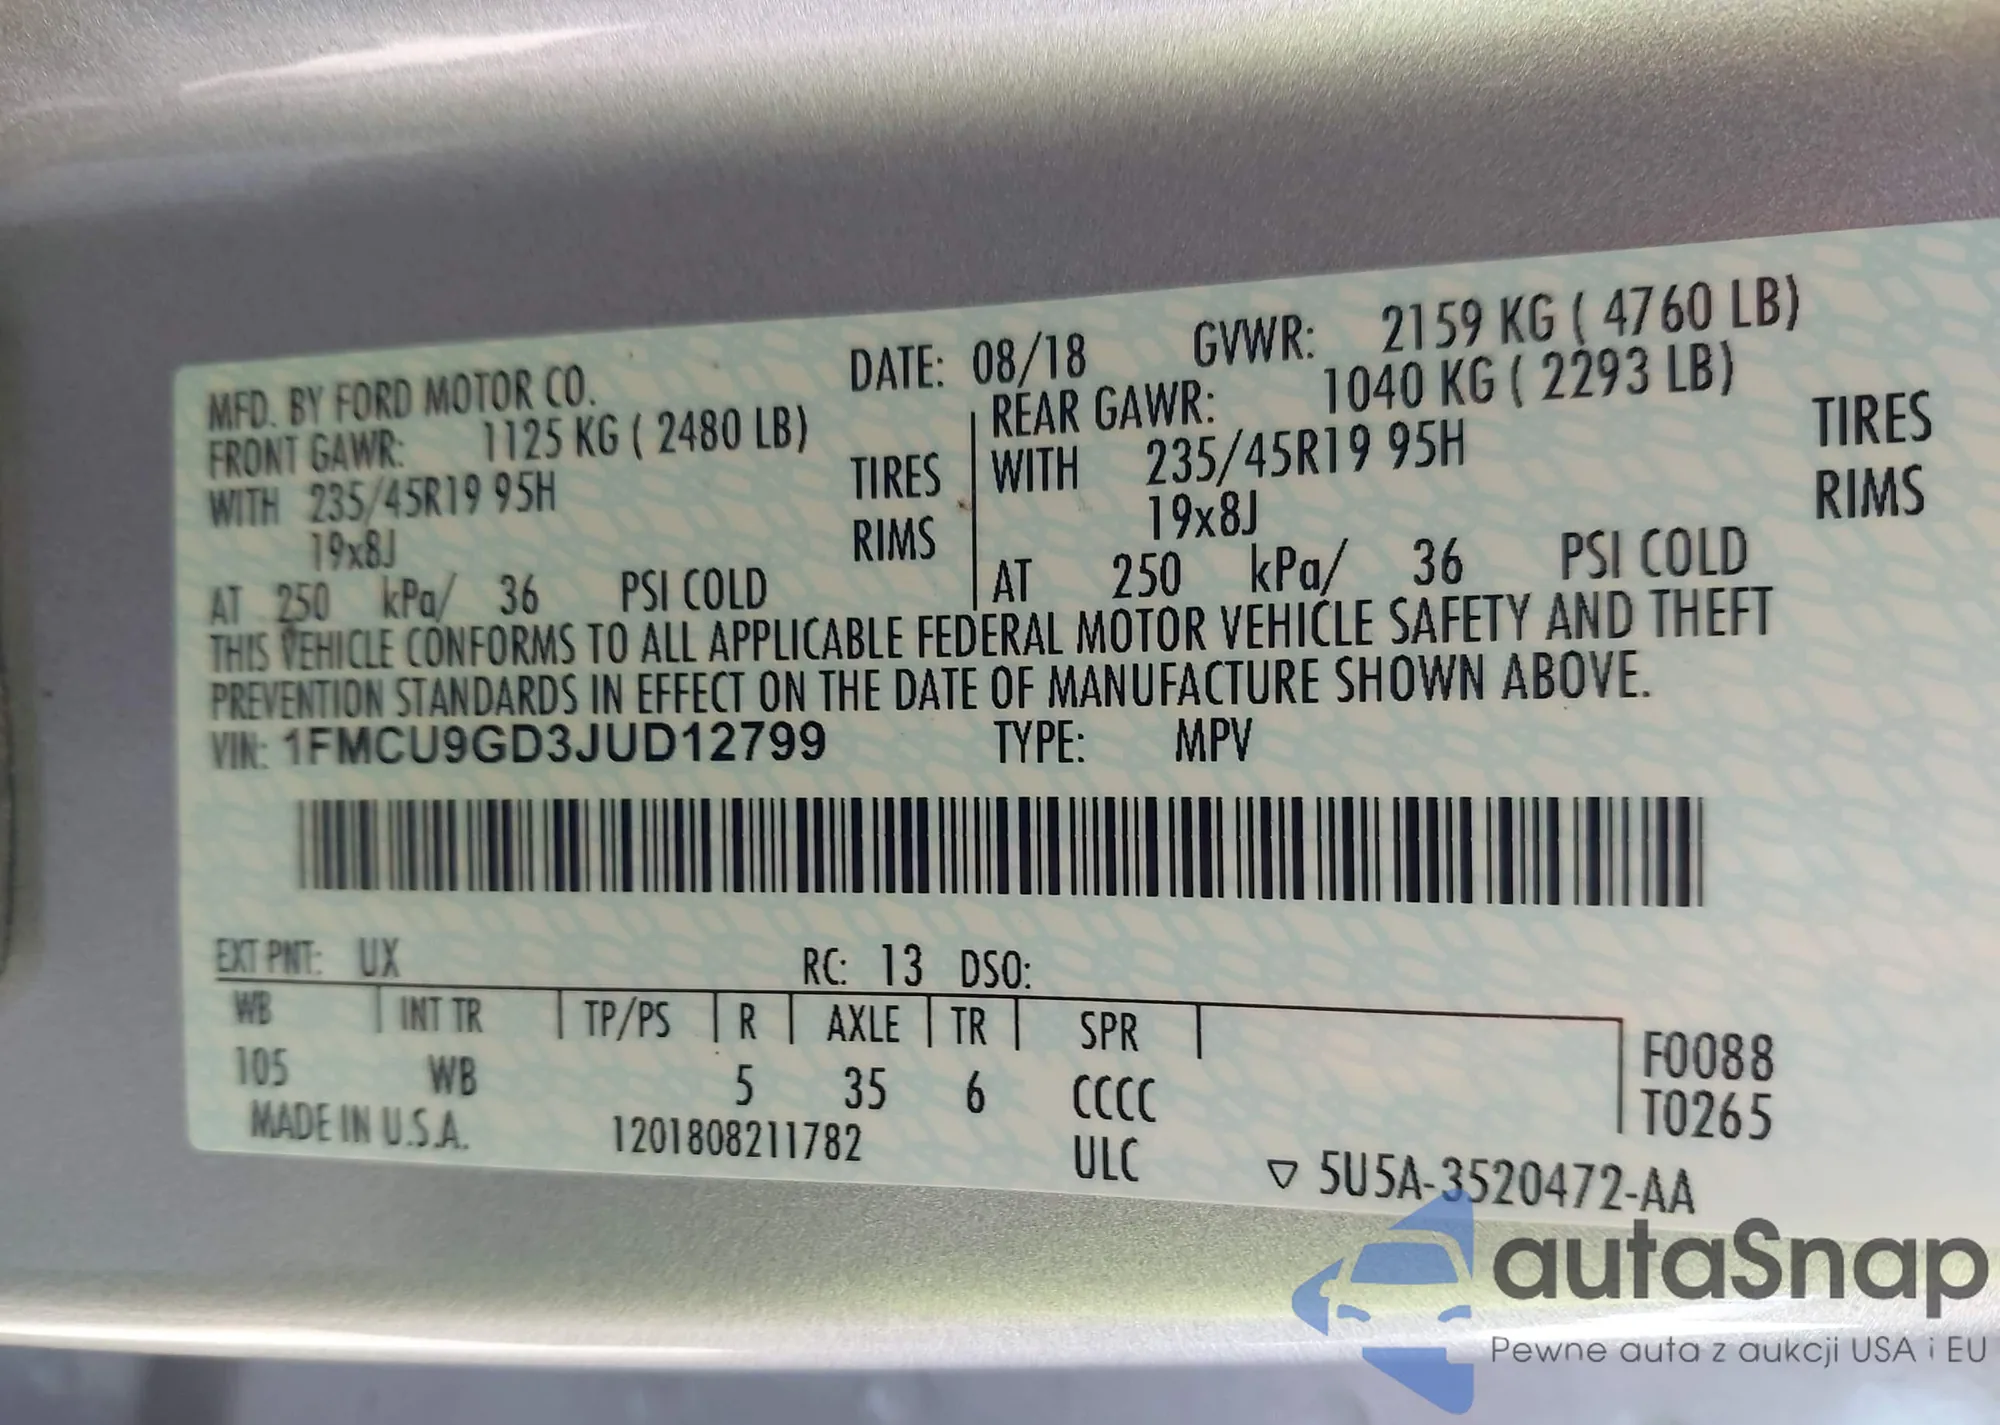 MFD. BY FORD MOTOR CO. DATE: 08/18 GVWR: 2159 KG ( 4760 LB)
FRONT GAWR: 1125 KG ( 2480 LB) REAR GAWR: 1040 KG ( 2293 LB)
WITH 235/45R19 95H TIRES WITH 235/45R19 95H TIRES
19x8J RIMS 19x8J RIMS
AT 250 kPa/ 36 PSI COLD AT 250 kPa/ 36 PSI COLD
THIS VEHICLE CONFORMS TO ALL APPLICABLE FEDERAL MOTOR VEHICLE SAFETY AND THEFT
PREVENTION STANDARDS IN EFFECT ON THE DATE OF MANUFACTURE SHOWN ABOVE.
VIN: 1FMCU9GD3JUD12799 TYPE: MPV
EXT PNT: UX RC: 13 DSO:
WB INT TR TP/PS R AXLE TR SPR F0088
105 WB 5 35 6 CCCC T0265
MADE IN U.S.A. 1201808211782 ULC ▽ 5U5A-3520472-AA
autaSnap
Pewne auta z aukcji USA i EU